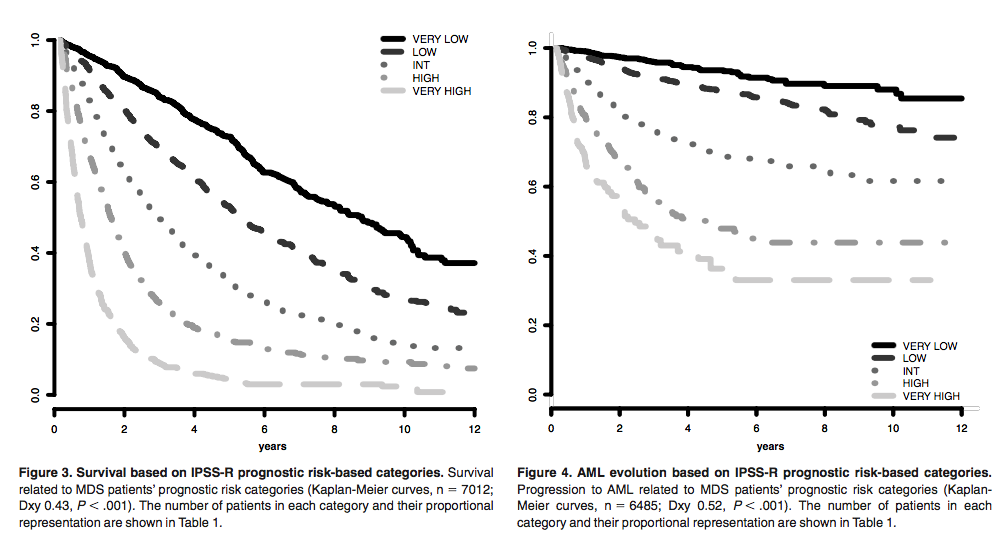 VERY LOW
LOW
INT
HIGH
VERY HIGH
1.0
0.8
0.6
0.4
0.2
0.0
0 2 4 6 8 10 12
years
Figure 3. Survival based on IPSS-R prognostic risk-based categories. Survival
related to MDS patients' prognostic risk categories (Kaplan-Meier curves, n = 7012;
Dxy 0.43, P < .001). The number of patients in each category and their proportional
representation are shown in Table 1.
1.0
0.8
0.6
0.4
0.2
0.0
VERY LOW
LOW
INT
HIGH
VERY HIGH
0 2 4 6 8 10 12
years
Figure 4. AML evolution based on IPSS-R prognostic risk-based categories.
Progression to AML related to MDS patients' prognostic risk categories (Kaplan-
Meier curves, n = 6485; Dxy 0.52, P < .001). The number of patients in each
category and their proportional representation are shown in Table 1.